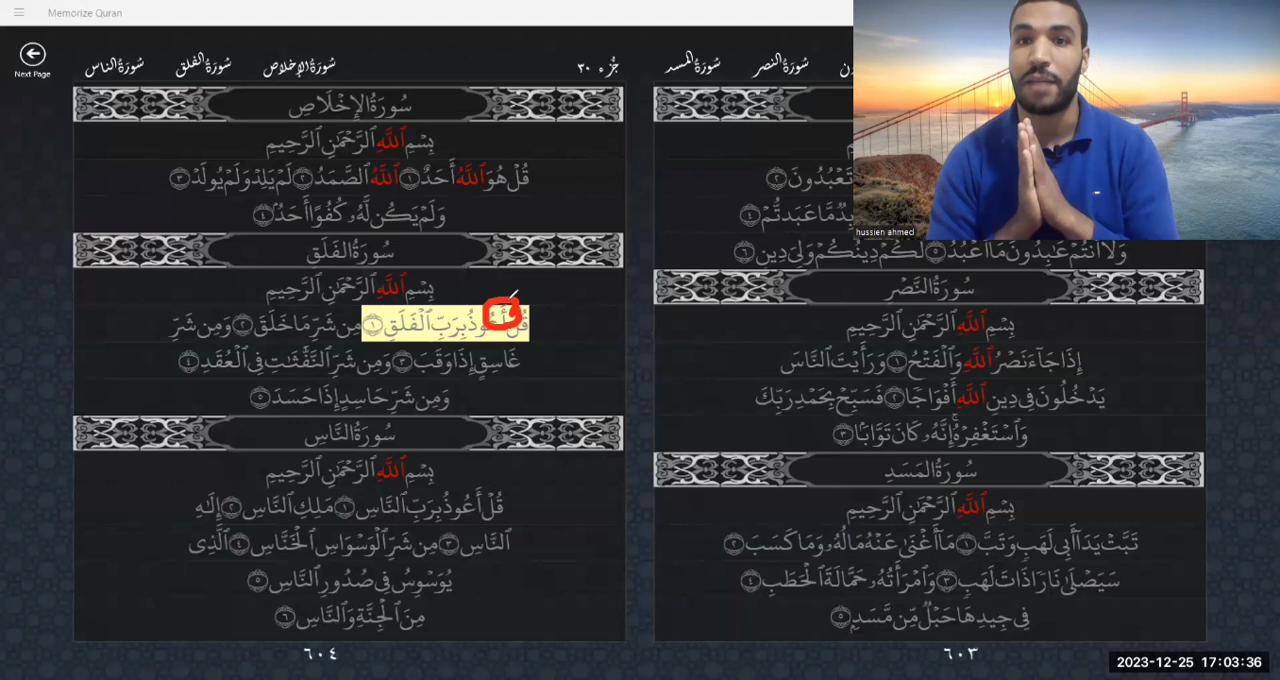 Memorize Quran
Next Page
سُورَةُ النَّاس سُورَةُ الفَلَق سُورَةُ الإِخْلَاص جُزْء ٣٠
سُورَةُ الإِخْلَاصِ
بِسْمِ ٱللَّهِ ٱلرَّحْمَٰنِ ٱلرَّحِيمِ
قُلْ هُوَ ٱللَّهُ أَحَدٌ ١ ٱللَّهُ ٱلصَّمَدُ ٢ لَمْ يَلِدْ وَلَمْ يُولَدْ ٣
وَلَمْ يَكُن لَّهُۥ كُفُوًا أَحَدٌۢ ٤
سُورَةُ الفَلَقِ
بِسْمِ ٱللَّهِ ٱلرَّحْمَٰنِ ٱلرَّحِيمِ
قُلْ أَعُوذُ بِرَبِّ ٱلْفَلَقِ ١ مِن شَرِّ مَا خَلَقَ ٢ وَمِن شَرِّ
غَاسِقٍ إِذَا وَقَبَ ٣ وَمِن شَرِّ ٱلنَّفَّٰثَٰتِ فِى ٱلْعُقَدِ ٤
وَمِن شَرِّ حَاسِدٍ إِذَا حَسَدَ ٥
سُورَةُ النَّاسِ
بِسْمِ ٱللَّهِ ٱلرَّحْمَٰنِ ٱلرَّحِيمِ
قُلْ أَعُوذُ بِرَبِّ ٱلنَّاسِ ١ مَلِكِ ٱلنَّاسِ ٢ إِلَٰهِ
ٱلنَّاسِ ٣ مِن شَرِّ ٱلْوَسْوَاسِ ٱلْخَنَّاسِ ٤ ٱلَّذِى
يُوَسْوِسُ فِى صُدُورِ ٱلنَّاسِ ٥
مِنَ ٱلْجِنَّةِ وَٱلنَّاسِ ٦
٦٠٤
سُورَةُ المَسَد سُورَةُ النَّصْر
تَعْبُدُونَ ٢
مَّا عَبَدتُّمْ ٤
وَلَآ أَنتُمْ عَٰبِدُونَ مَآ أَعْبُدُ ٥ لَكُمْ دِينُكُمْ وَلِىَ دِينِ ٦
سُورَةُ النَّصْرِ
بِسْمِ ٱللَّهِ ٱلرَّحْمَٰنِ ٱلرَّحِيمِ
إِذَا جَآءَ نَصْرُ ٱللَّهِ وَٱلْفَتْحُ ١ وَرَأَيْتَ ٱلنَّاسَ
يَدْخُلُونَ فِى دِينِ ٱللَّهِ أَفْوَاجًا ٢ فَسَبِّحْ بِحَمْدِ رَبِّكَ
وَٱسْتَغْفِرْهُ ۚ إِنَّهُۥ كَانَ تَوَّابًۢا ٣
سُورَةُ المَسَدِ
بِسْمِ ٱللَّهِ ٱلرَّحْمَٰنِ ٱلرَّحِيمِ
تَبَّتْ يَدَآ أَبِى لَهَبٍ وَتَبَّ ١ مَآ أَغْنَىٰ عَنْهُ مَالُهُۥ وَمَا كَسَبَ ٢
سَيَصْلَىٰ نَارًا ذَاتَ لَهَبٍ ٣ وَٱمْرَأَتُهُۥ حَمَّالَةَ ٱلْحَطَبِ ٤
فِى جِيدِهَا حَبْلٌ مِّن مَّسَدٍۭ ٥
٦٠٣
hussien ahmed
2023-12-25 17:03:36